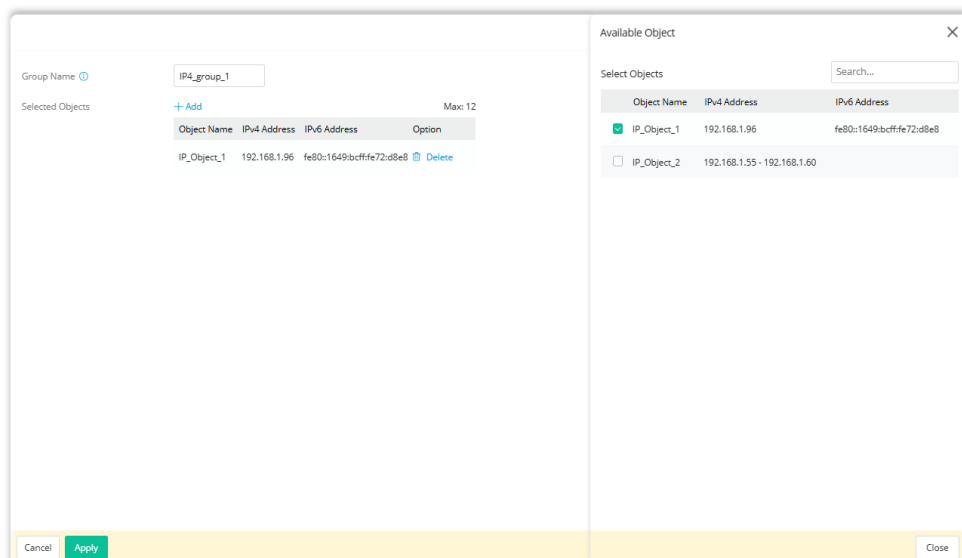 Group Name
IP4_group_1
Selected Objects
Add
Max: 12
Object Name IPv4 Address IPv6 Address Option
IP_Object_1 192.168.1.96 fe80::1649:bcff:fe72:d8e8 Delete
Cancel
Apply
Available Object
Select Objects
Search...
Object Name IPv4 Address IPv6 Address
IP_Object_1 192.168.1.96 fe80::1649:bcff:fe72:d8e8
IP_Object_2 192.168.1.55 - 192.168.1.60
Close